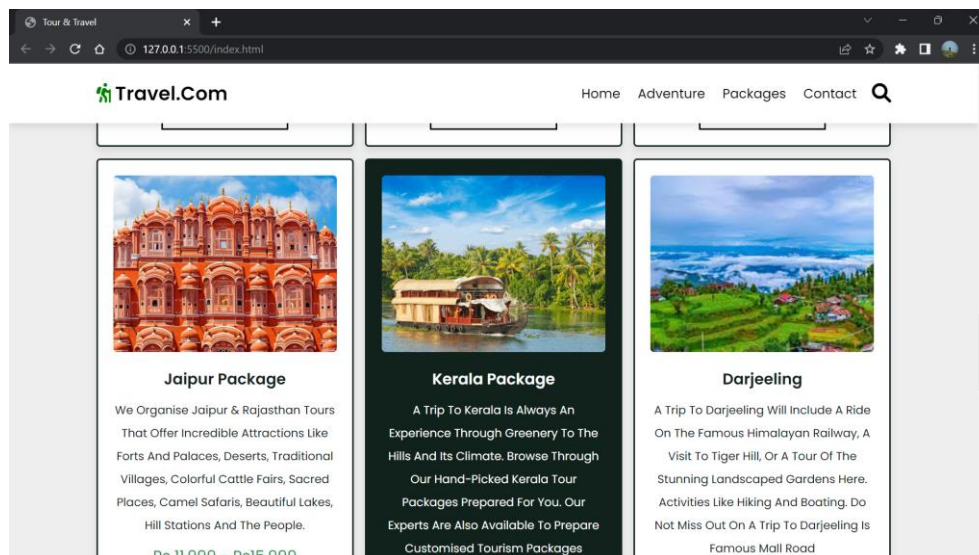 Tour & Travel
127.0.0.1:5500/index.html
Travel.Com
Home Adventure Packages Contact
Jaipur Package
We Organise Jaipur & Rajasthan Tours
That Offer Incredible Attractions Like
Forts And Palaces, Deserts, Traditional
Villages, Colorful Cattle Fairs, Sacred
Places, Camel Safaris, Beautiful Lakes,
Hill Stations And The People.
Rs.11,999 - Rs15,999
Kerala Package
A Trip To Kerala Is Always An
Experience Through Greenery To The
Hills And Its Climate. Browse Through
Our Hand-Picked Kerala Tour
Packages Prepared For You. Our
Experts Are Also Available To Prepare
Customised Tourism Packages
Darjeeling
A Trip To Darjeeling Will Include A Ride
On The Famous Himalayan Railway, A
Visit To Tiger Hill, Or A Tour Of The
Stunning Landscaped Gardens Here.
Activities Like Hiking And Boating. Do
Not Miss Out On A Trip To Darjeeling Is
Famous Mall Road